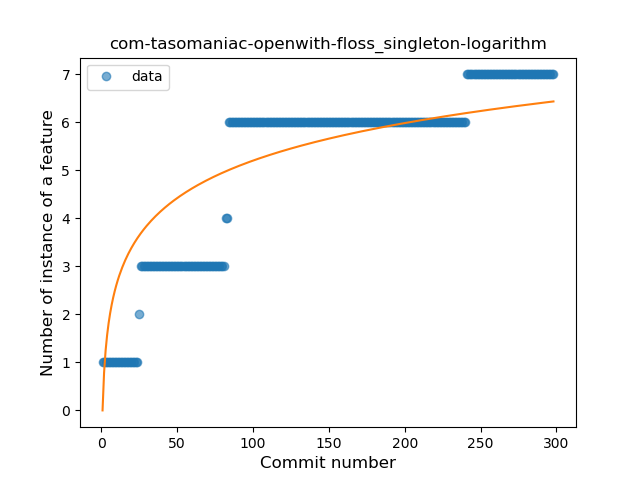 com-tasomaniac-openwith-floss_singleton-logarithm
data
Number of instance of a feature
7
6
5
4
3
2
1
0
0 50 100 150 200 250 300
Commit number